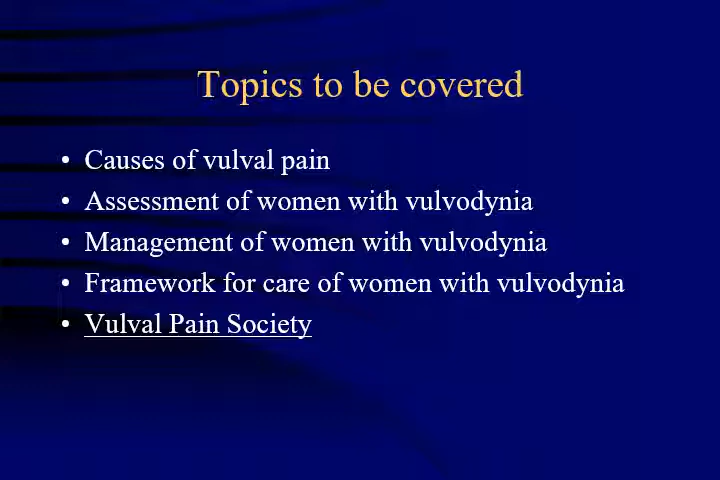 Topics to be covered
• Causes of vulval pain
• Assessment of women with vulvodynia
• Management of women with vulvodynia
• Framework for care of women with vulvodynia
• Vulval Pain Society